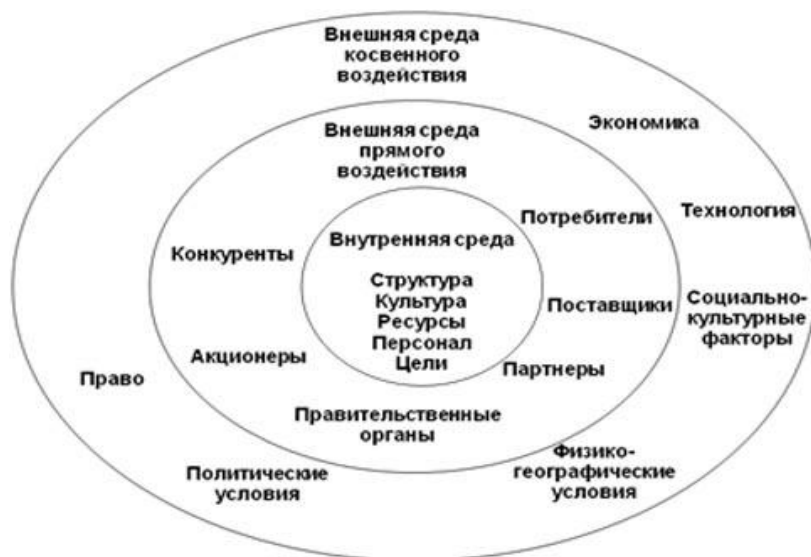 Внешняя среда
косвенного
воздействия
Экономика
Технология
Социально-
культурные
факторы
Физико-
географические
условия
Политические
условия
Право
Внешняя среда
прямого
воздействия
Потребители
Поставщики
Партнеры
Правительственные
органы
Акционеры
Конкуренты
Внутренняя среда
Структура
Культура
Ресурсы
Персонал
Цели